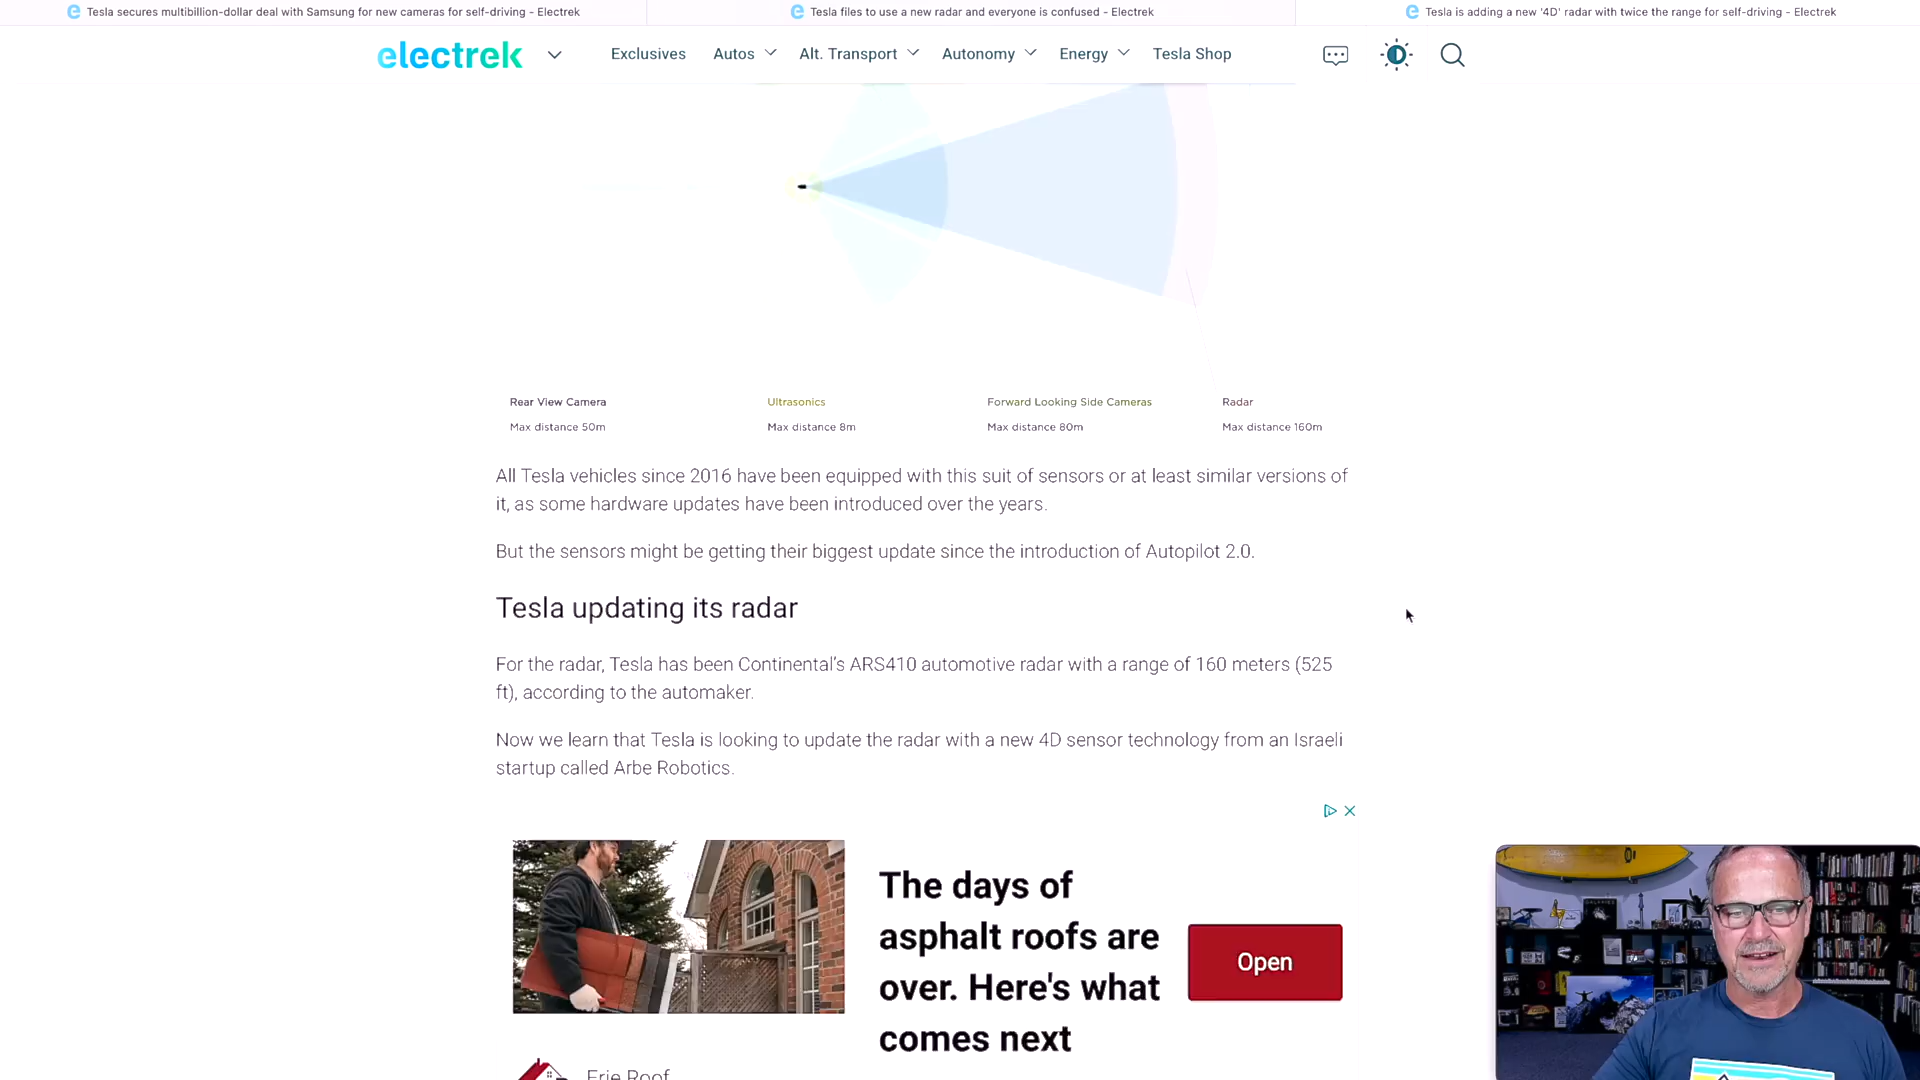 Tesla secures multibillion-dollar deal with Samsung for new cameras for self-driving - Electrek
Tesla files to use a new radar and everyone is confused - Electrek
Tesla is adding a new '4D' radar with twice the range for self-driving - Electrek
electrek
Exclusives
Autos
Alt. Transport
Autonomy
Energy
Tesla Shop
Rear View Camera
Max distance 50m
Ultrasonics
Max distance 8m
Forward Looking Side Cameras
Max distance 80m
Radar
Max distance 160m
All Tesla vehicles since 2016 have been equipped with this suit of sensors or at least similar versions of
it, as some hardware updates have been introduced over the years.
But the sensors might be getting their biggest update since the introduction of Autopilot 2.0.
Tesla updating its radar
For the radar, Tesla has been Continental’s ARS410 automotive radar with a range of 160 meters (525
ft), according to the automaker.
Now we learn that Tesla is looking to update the radar with a new 4D sensor technology from an Israeli
startup called Arbe Robotics.
The days of
asphalt roofs are
over. Here's what
comes next
Open
Erie Roof